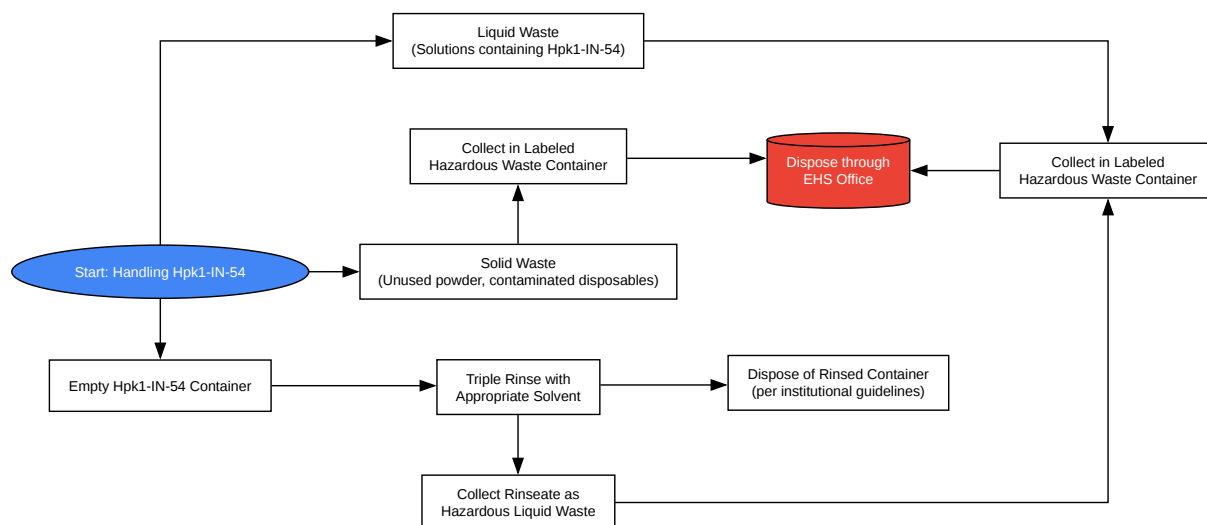 Liquid Waste
(Solutions containing Hpk1-IN-54)
Collect in Labeled
Hazardous Waste Container
Dispose through
EHS Office
Collect in Labeled
Hazardous Waste Container
Start: Handling Hpk1-IN-54
Solid Waste
(Unused powder, contaminated disposables)
Empty Hpk1-IN-54 Container
Triple Rinse with
Appropriate Solvent
Dispose of Rinsed Container
(per institutional guidelines)
Collect Rinseate as
Hazardous Liquid Waste